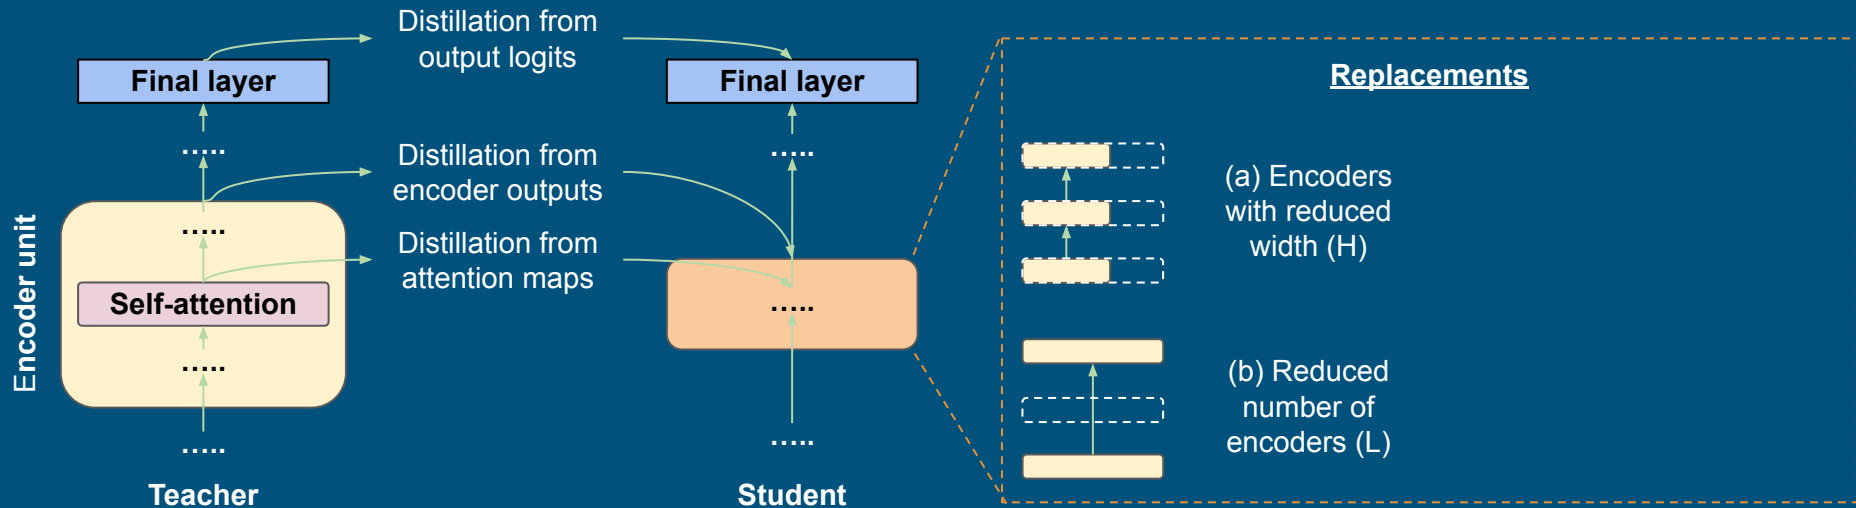 Distillation from
output logits
Final layer
Final layer
Replacements
…..
…..
Distillation from
encoder outputs
(a) Encoders
with reduced
width (H)
Encoder unit
…..
Distillation from
attention maps
Self-attention
…..
…..
(b) Reduced
number of
encoders (L)
…..
…..
Teacher
Student